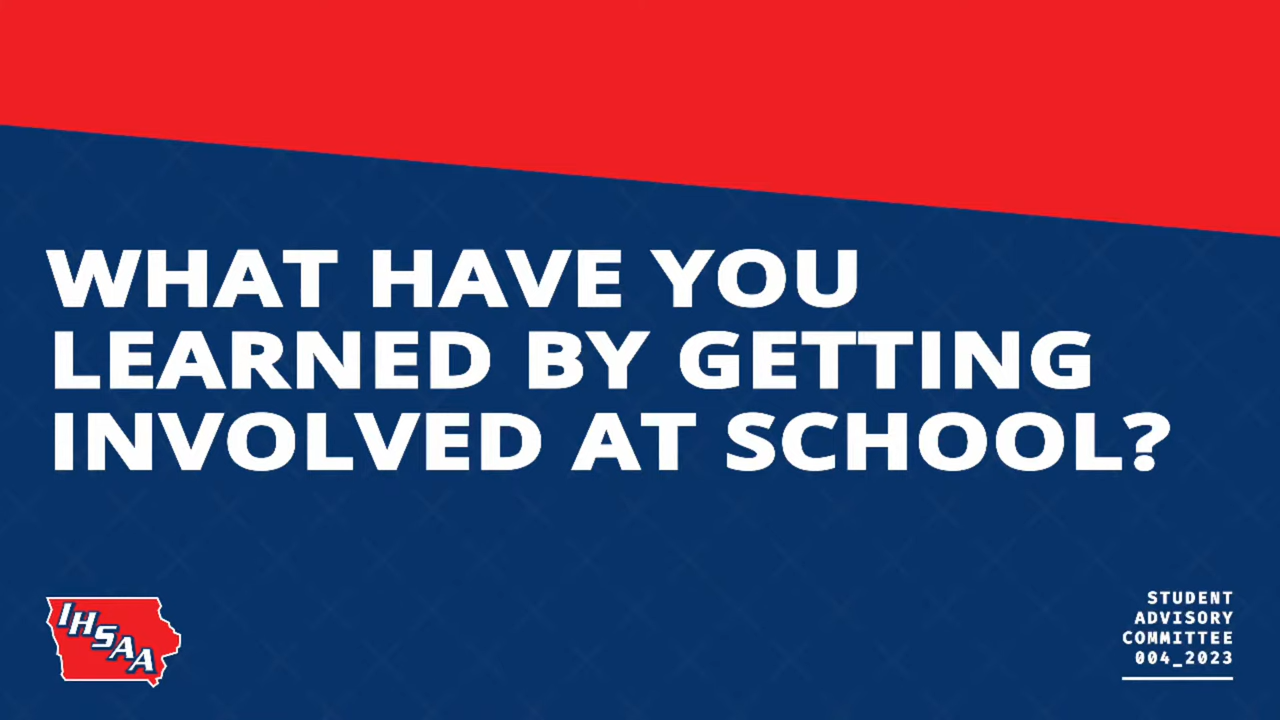 WHAT HAVE YOU
LEARNED BY GETTING
INVOLVED AT SCHOOL?
IHSAA
STUDENT
ADVISORY
COMMITTEE
004_2023